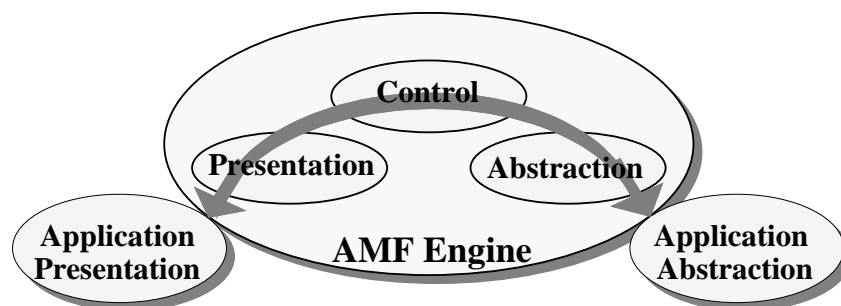 Control
Presentation
Abstraction
AMF Engine
Application
Presentation
Application
Abstraction